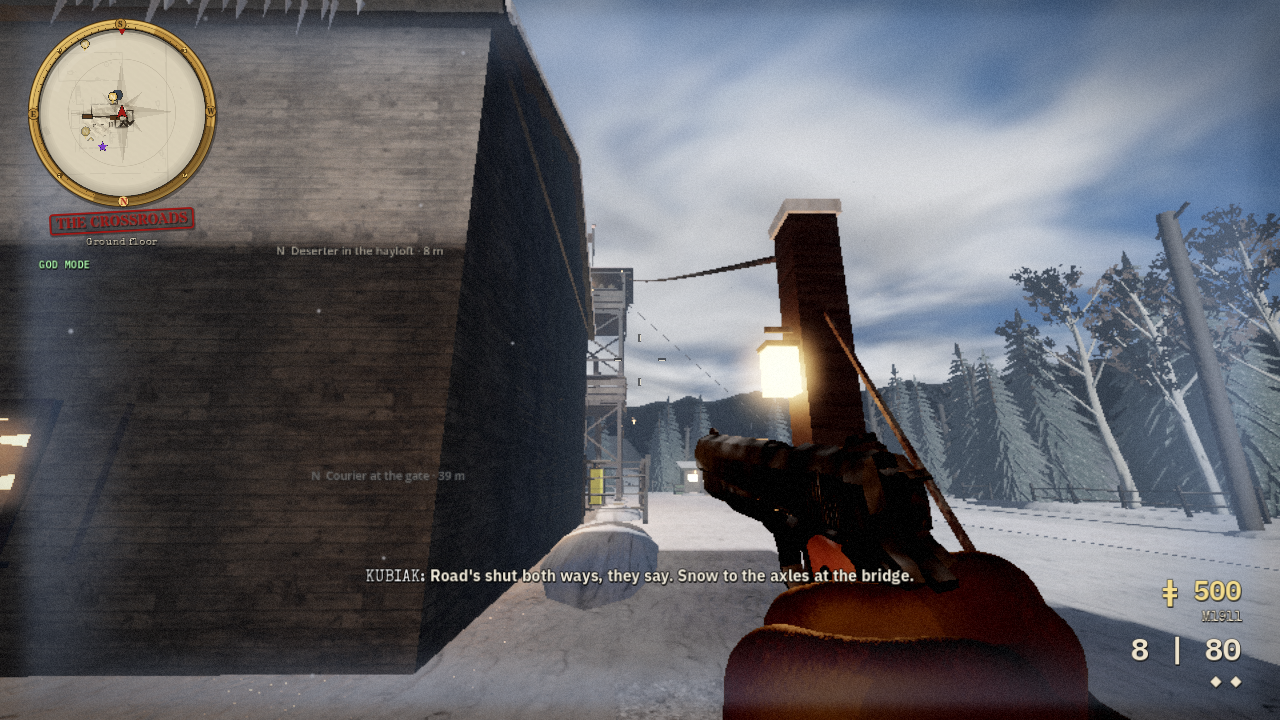 S
E
W
N
THE CROSSROADS
Ground floor
GOD MODE
N Deserter in the hayloft · 8 m
N Courier at the gate · 39 m
KUBIAK: Road's shut both ways, they say. Snow to the axles at the bridge.
500
M1911
8 | 80